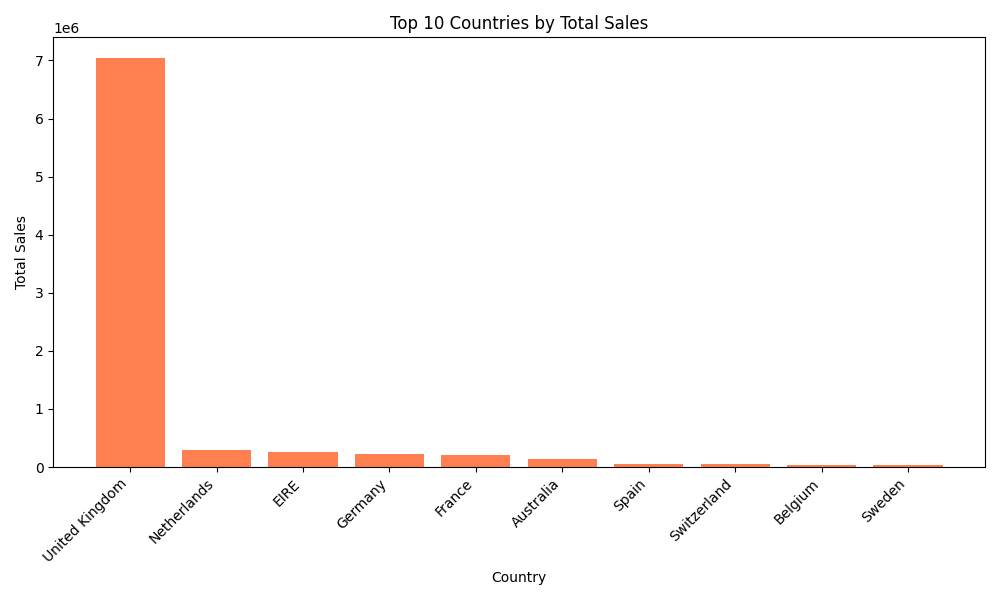 Top 10 Countries by Total Sales
1e6
7
6
5
4
3
2
1
0
Total Sales
United Kingdom
Netherlands
EIRE
Germany
France
Australia
Spain
Switzerland
Belgium
Sweden
Country